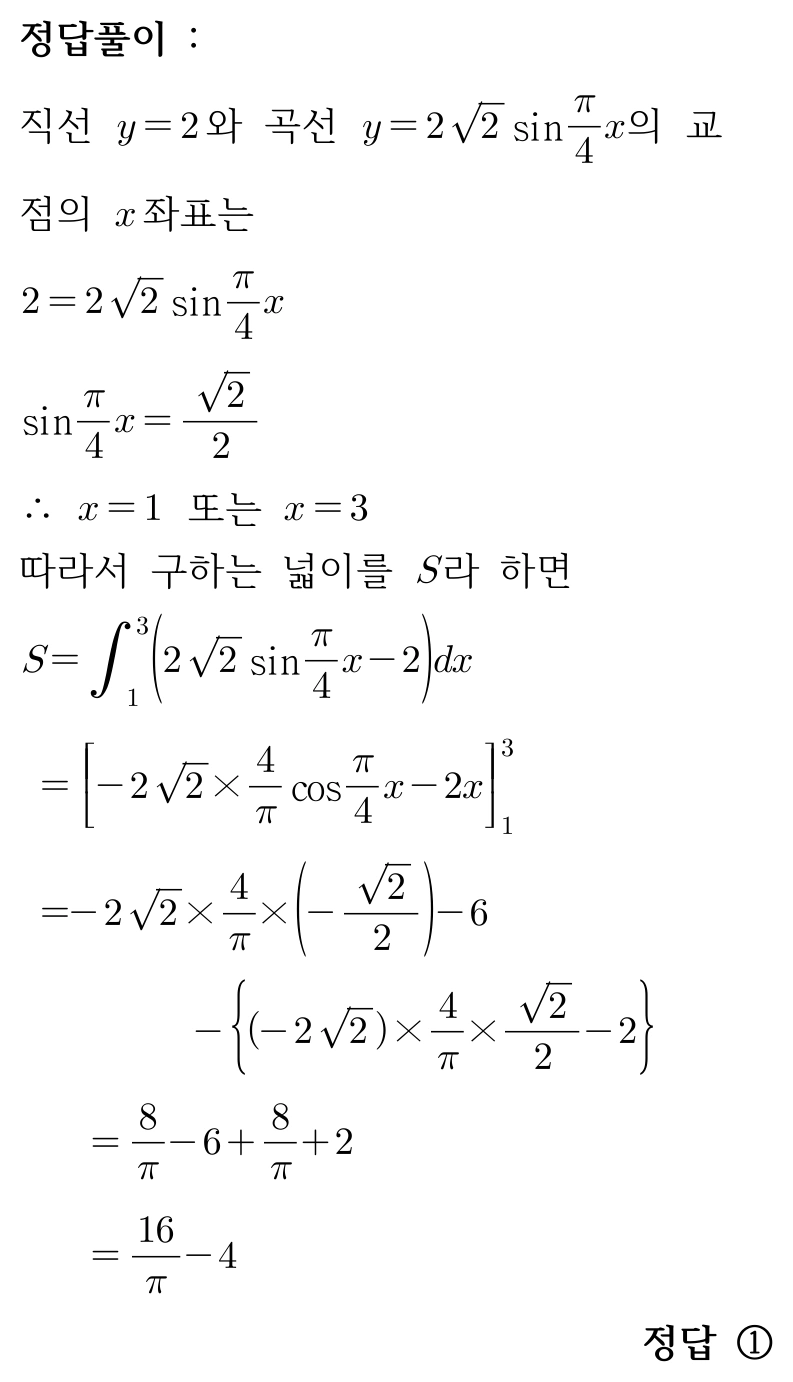 정답풀이 :
직선 y=2와 곡선 y=2√2 sin π/4 x의 교
점의 x좌표는
2=2√2 sin π/4 x
sin π/4 x = √2/2
∴ x=1 또는 x=3
따라서 구하는 넓이를 S라 하면
S=∫₁³(2√2 sin π/4 x−2)dx
=[−2√2×4/π cos π/4 x−2x]₁³
=−2√2×4/π×(−√2/2)−6
−{(−2√2)×4/π×√2/2−2}
=8/π−6+8/π+2
=16/π−4
정답 ①